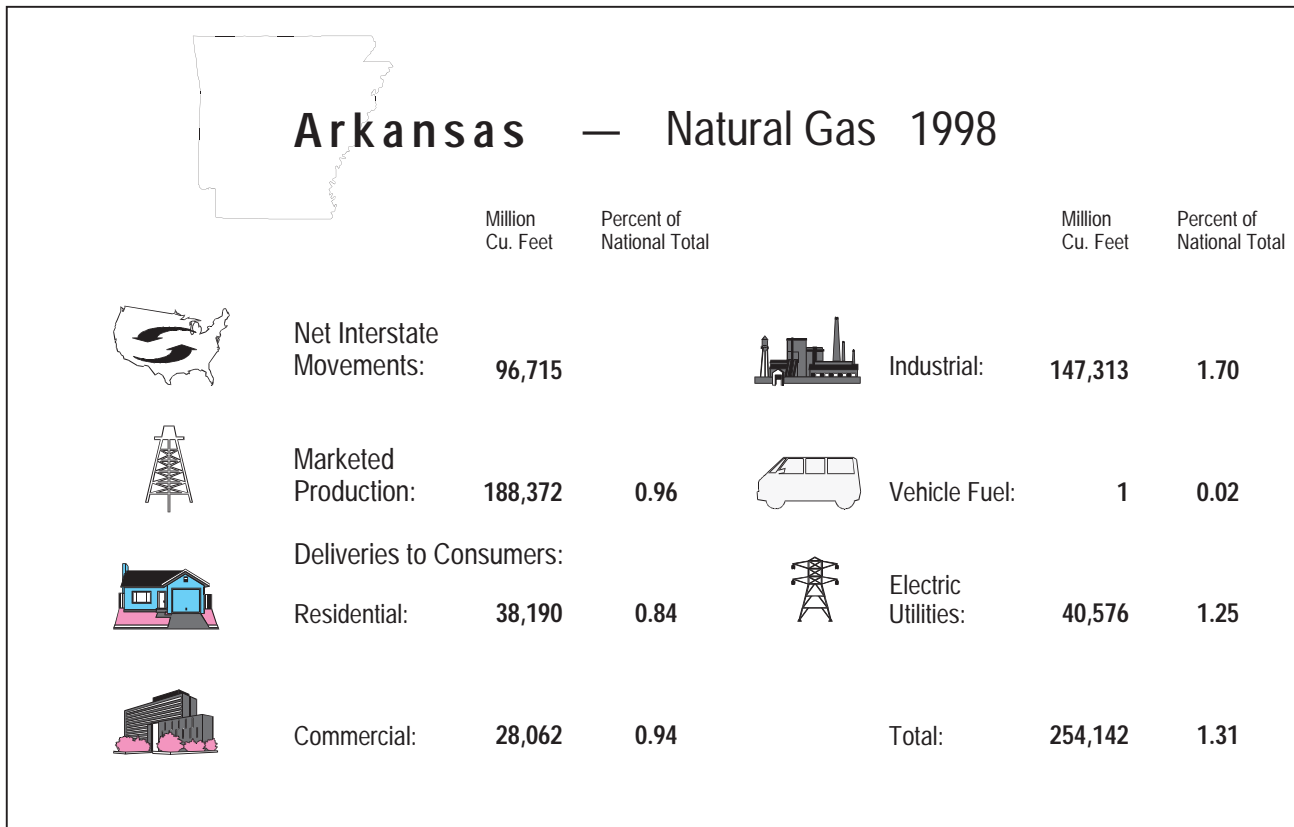 Arkansas — Natural Gas 1998
Million Cu. Feet
Percent of National Total
Million Cu. Feet
Percent of National Total
Net Interstate
Movements: 96,715
Marketed
Production: 188,372 0.96
Deliveries to Consumers:
Residential: 38,190 0.84
Commercial: 28,062 0.94
Industrial: 147,313 1.70
Vehicle Fuel: 1 0.02
Electric
Utilities: 40,576 1.25
Total: 254,142 1.31